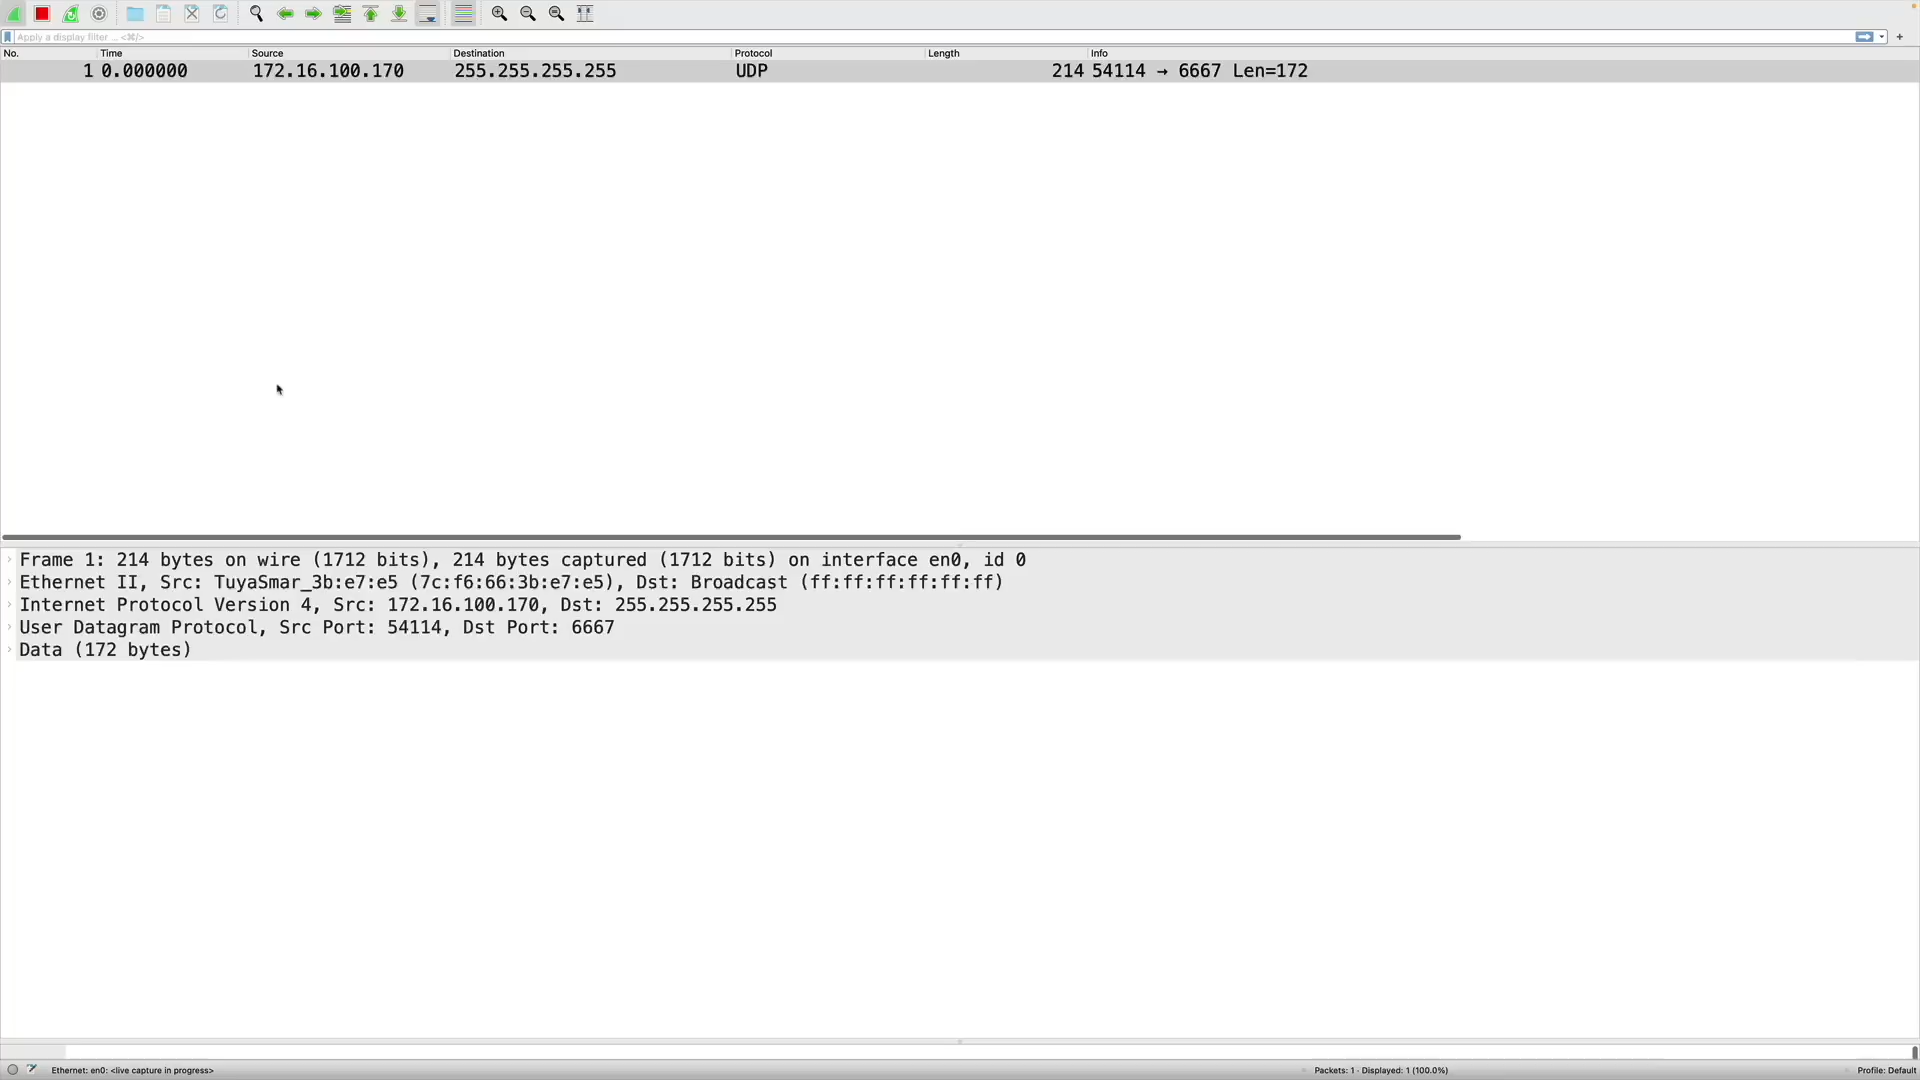 Apply a display filter ... <⌘/>
No. Time Source Destination Protocol Length Info
1 0.000000 172.16.100.170 255.255.255.255 UDP 214 54114 → 6667 Len=172
Frame 1: 214 bytes on wire (1712 bits), 214 bytes captured (1712 bits) on interface en0, id 0
Ethernet II, Src: TuyaSmar_3b:e7:e5 (7c:f6:66:3b:e7:e5), Dst: Broadcast (ff:ff:ff:ff:ff:ff)
Internet Protocol Version 4, Src: 172.16.100.170, Dst: 255.255.255.255
User Datagram Protocol, Src Port: 54114, Dst Port: 6667
Data (172 bytes)
Ethernet: en0: <live capture in progress> Packets: 1 · Displayed: 1 (100.0%) Profile: Default